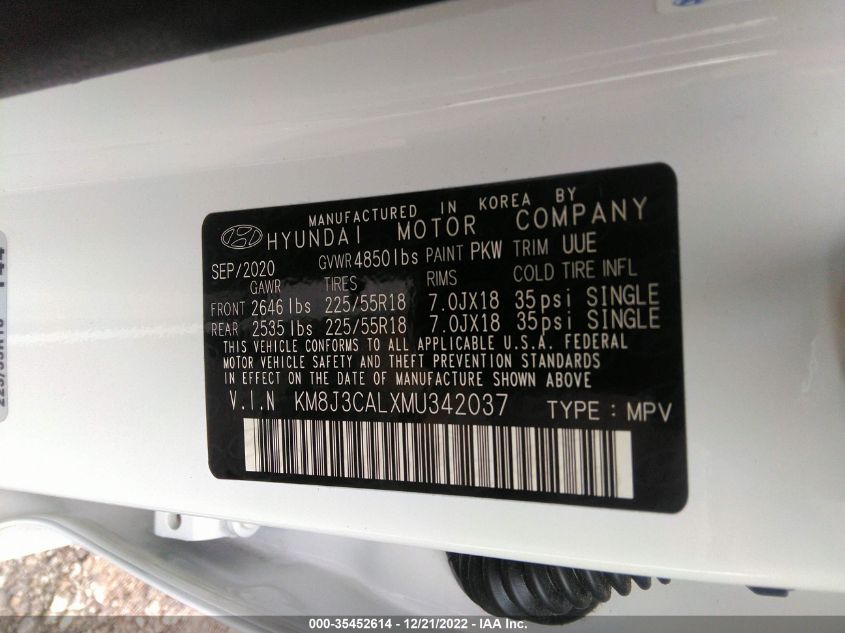 MANUFACTURED IN KOREA BY
HYUNDAI MOTOR COMPANY
SEP/2020 GVWR 4850lbs PAINT PKW TRIM UUE
GAWR TIRES RIMS COLD TIRE INFL
FRONT 2646 lbs 225/55R18 7.0JX18 35psi SINGLE
REAR 2535 lbs 225/55R18 7.0JX18 35psi SINGLE
THIS VEHICLE CONFORMS TO ALL APPLICABLE U.S.A. FEDERAL
MOTOR VEHICLE SAFETY AND THEFT PREVENTION STANDARDS
IN EFFECT ON THE DATE OF MANUFACTURE SHOWN ABOVE
V.I.N KM8J3CALXMU342037 TYPE : MPV
000-35452614 - 12/21/2022 - IAA Inc.